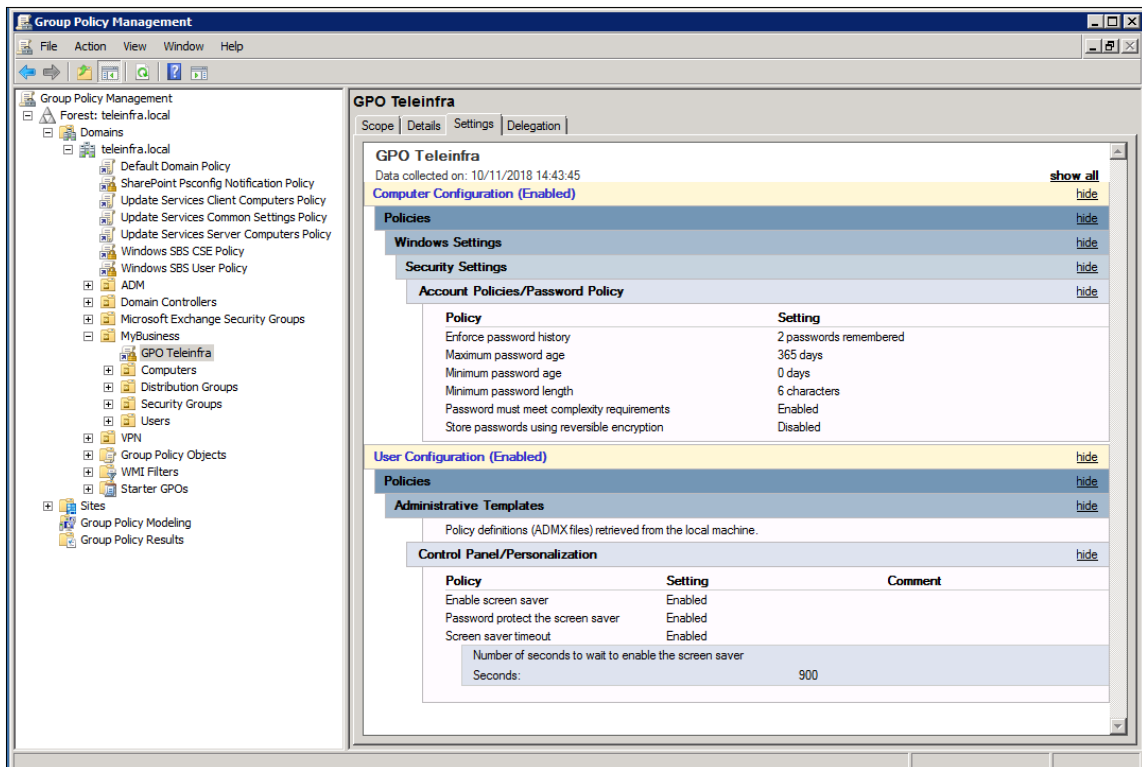 Group Policy Management
File Action View Window Help
Group Policy Management
Forest: teleinfra.local
Domains
teleinfra.local
Default Domain Policy
SharePoint Psconfig Notification Policy
Update Services Client Computers Policy
Update Services Common Settings Policy
Update Services Server Computers Policy
Windows SBS CSE Policy
Windows SBS User Policy
ADM
Domain Controllers
Microsoft Exchange Security Groups
MyBusiness
GPO Teleinfra
Computers
Distribution Groups
Security Groups
Users
VPN
Group Policy Objects
WMI Filters
Starter GPOs
Sites
Group Policy Modeling
Group Policy Results
GPO Teleinfra
Scope Details Settings Delegation
GPO Teleinfra
Data collected on: 10/11/2018 14:43:45 show all
Computer Configuration (Enabled) hide
Policies hide
Windows Settings hide
Security Settings hide
Account Policies/Password Policy hide
Policy Setting
Enforce password history 2 passwords remembered
Maximum password age 365 days
Minimum password age 0 days
Minimum password length 6 characters
Password must meet complexity requirements Enabled
Store passwords using reversible encryption Disabled
User Configuration (Enabled) hide
Policies hide
Administrative Templates hide
Policy definitions (ADMX files) retrieved from the local machine.
Control Panel/Personalization hide
Policy Setting Comment
Enable screen saver Enabled
Password protect the screen saver Enabled
Screen saver timeout Enabled
Number of seconds to wait to enable the screen saver
Seconds: 900